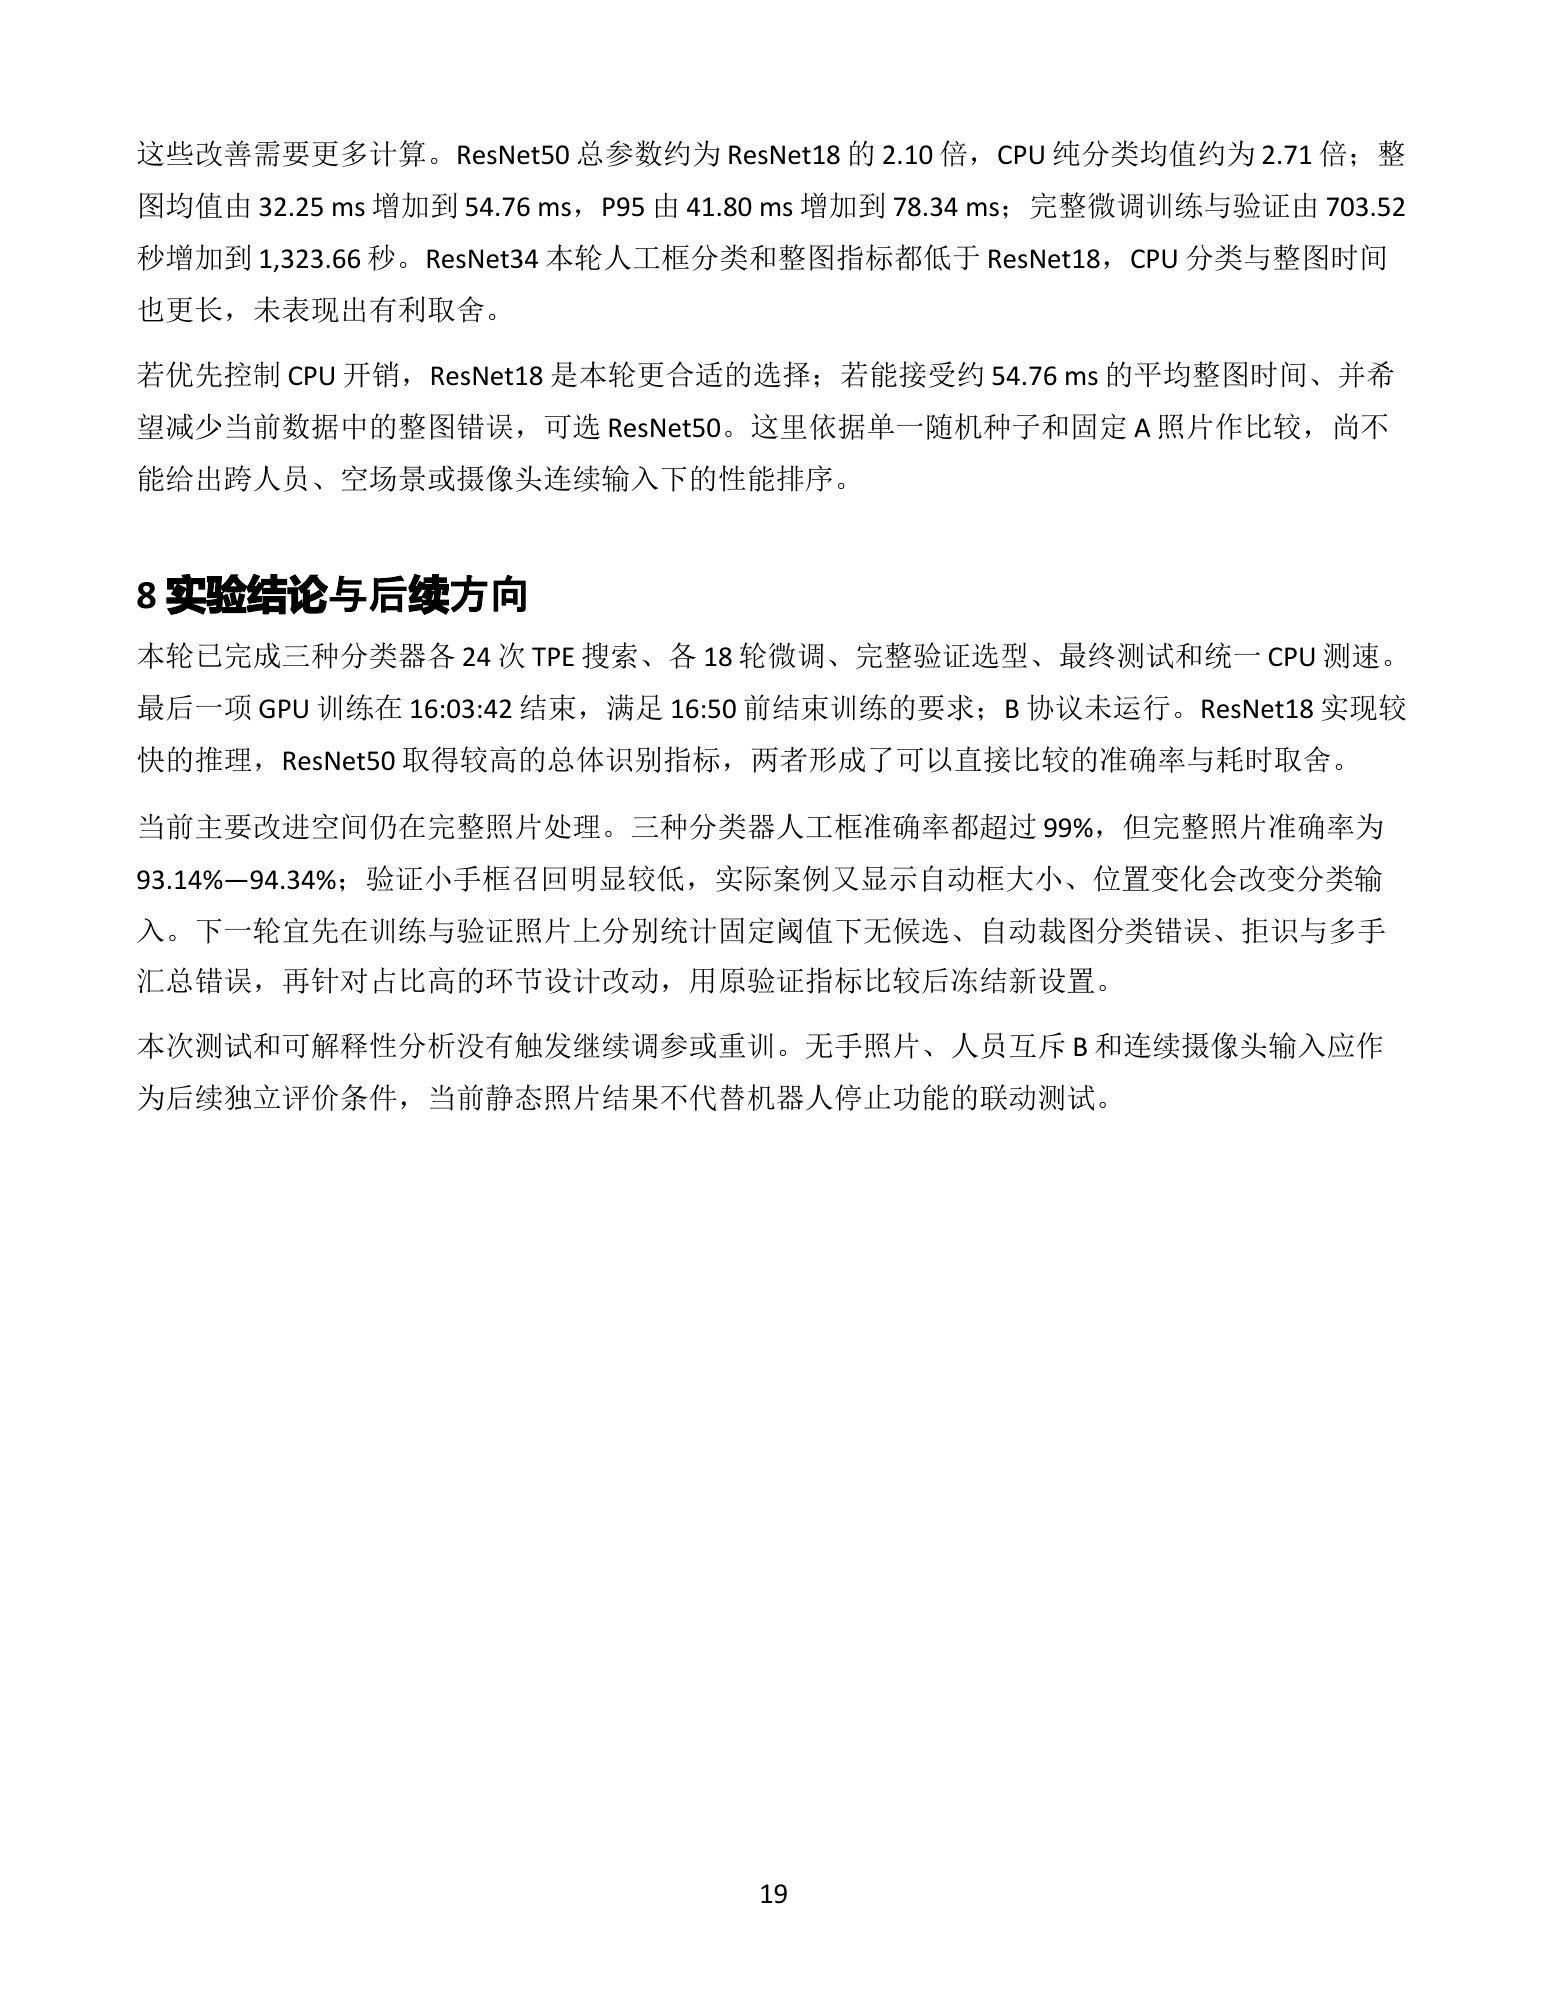 这些改善需要更多计算。ResNet50 总参数约为 ResNet18 的 2.10 倍，CPU 纯分类均值约为 2.71 倍；整
图均值由 32.25 ms 增加到 54.76 ms，P95 由 41.80 ms 增加到 78.34 ms；完整微调训练与验证由 703.52
秒增加到 1,323.66 秒。ResNet34 本轮人工框分类和整图指标都低于 ResNet18，CPU 分类与整图时间
也更长，未表现出有利取舍。
若优先控制 CPU 开销，ResNet18 是本轮更合适的选择；若能接受约 54.76 ms 的平均整图时间、并希
望减少当前数据中的整图错误，可选 ResNet50。这里依据单一随机种子和固定 A 照片作比较，尚不
能给出跨人员、空场景或摄像头连续输入下的性能排序。
8 实验结论与后续方向
本轮已完成三种分类器各 24 次 TPE 搜索、各 18 轮微调、完整验证选型、最终测试和统一 CPU 测速。
最后一项 GPU 训练在 16:03:42 结束，满足 16:50 前结束训练的要求；B 协议未运行。ResNet18 实现较
快的推理，ResNet50 取得较高的总体识别指标，两者形成了可以直接比较的准确率与耗时取舍。
当前主要改进空间仍在完整照片处理。三种分类器人工框准确率都超过 99%，但完整照片准确率为
93.14%—94.34%；验证小手框召回明显较低，实际案例又显示自动框大小、位置变化会改变分类输
入。下一轮宜先在训练与验证照片上分别统计固定阈值下无候选、自动裁图分类错误、拒识与多手
汇总错误，再针对占比高的环节设计改动，用原验证指标比较后冻结新设置。
本次测试和可解释性分析没有触发继续调参或重训。无手照片、人员互斥 B 和连续摄像头输入应作
为后续独立评价条件，当前静态照片结果不代替机器人停止功能的联动测试。
19